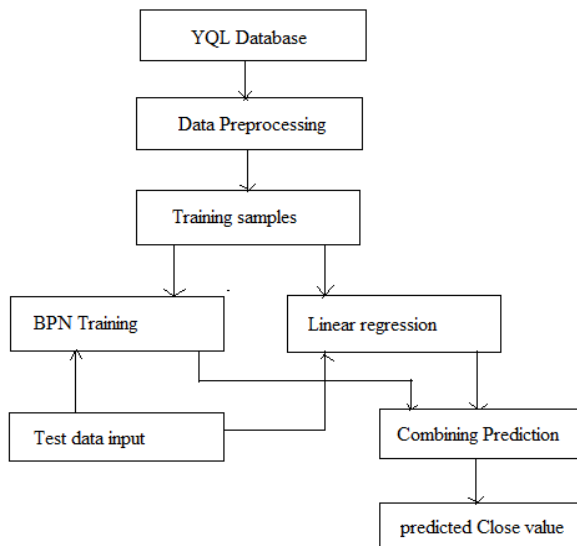 YQL Database
Data Preprocessing
Training samples
BPN Training
Linear regression
Test data input
Combining Prediction
predicted Close value